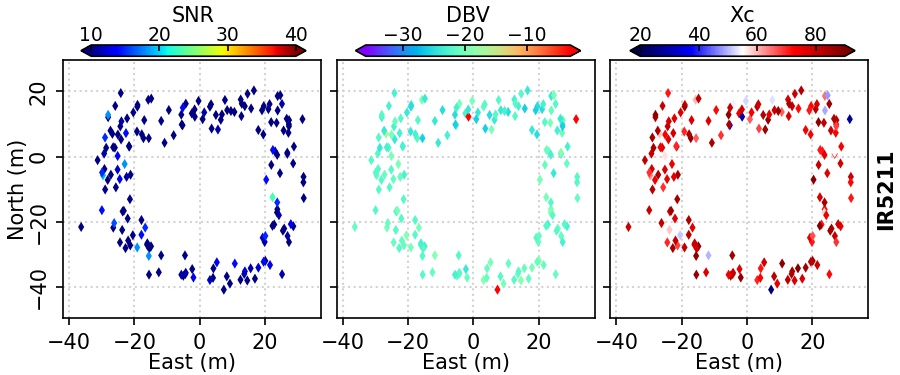 SNR
DBV
Xc
10 20 30 40
−30 −20 −10
20 40 60 80
20
0
−20
−40
North (m)
IR5211
−40 −20 0 20
−40 −20 0 20
−40 −20 0 20
East (m)
East (m)
East (m)